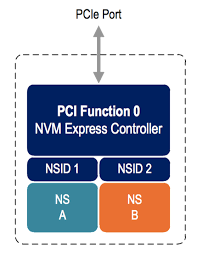 PCIe Port
PCI Function 0
NVM Express Controller
NSID 1
NSID 2
NS
A
NS
B